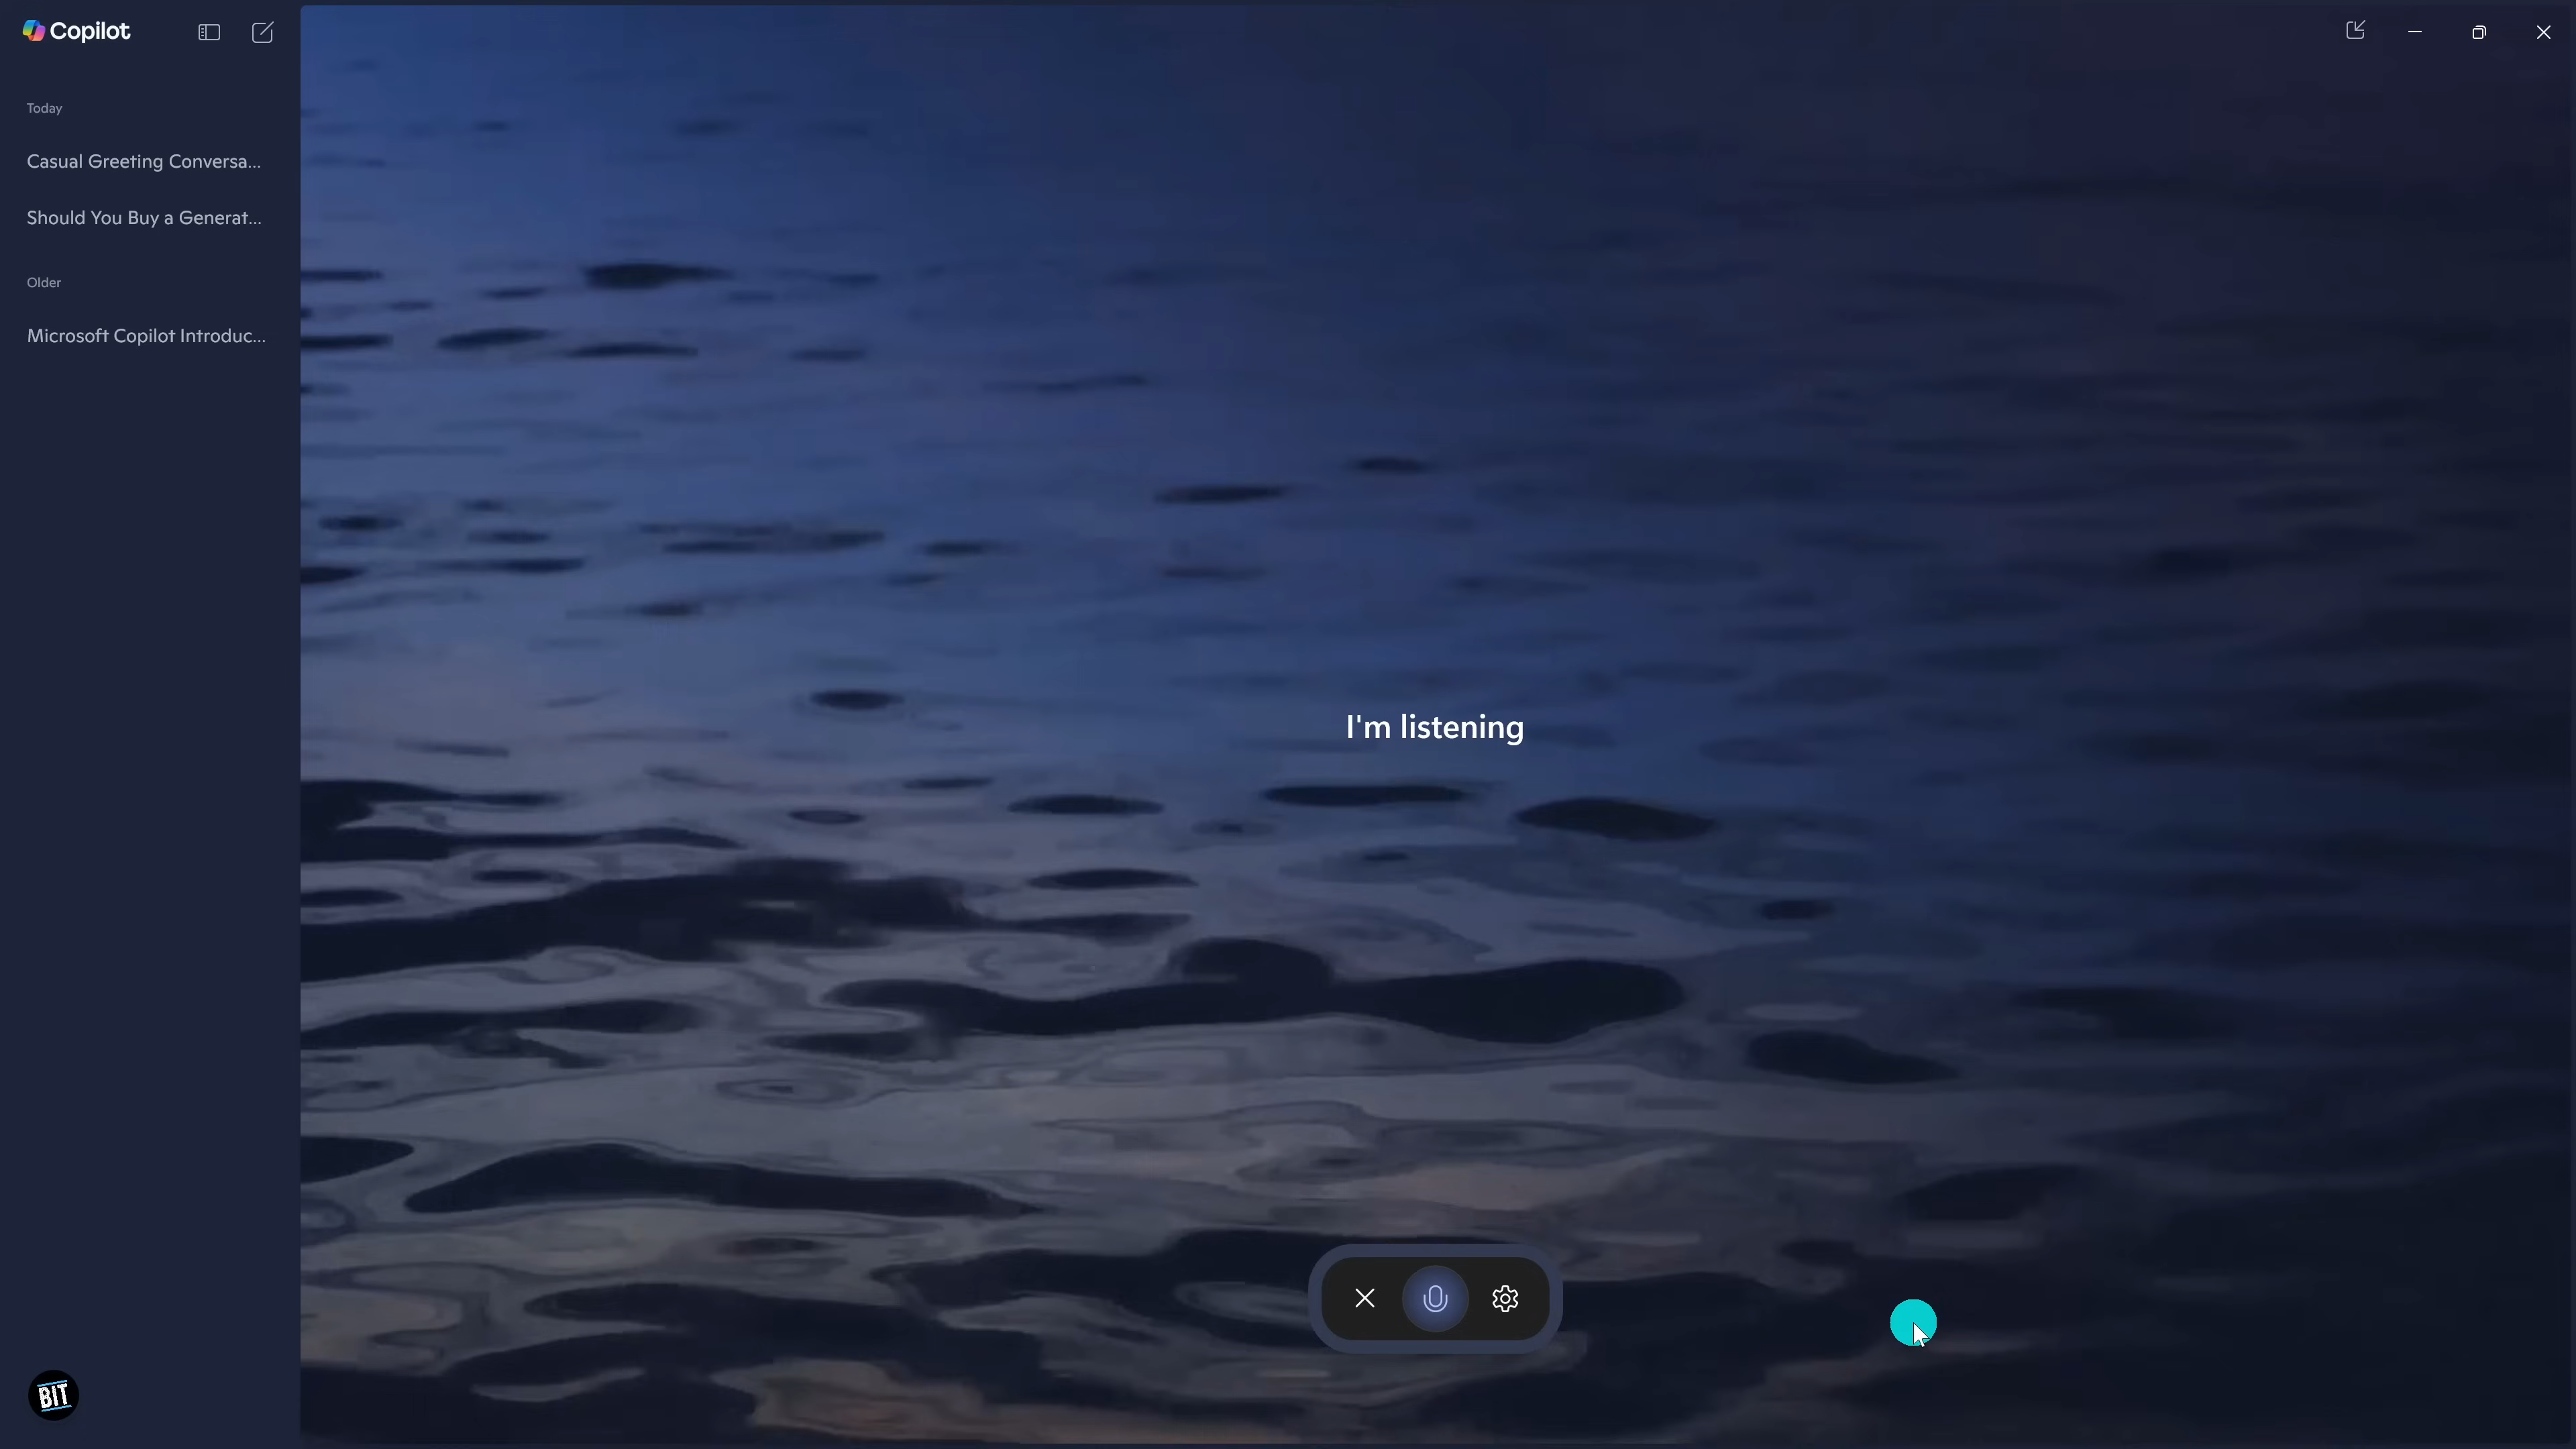 Copilot
Today
Casual Greeting Conversa...
Should You Buy a Generat...
Older
Microsoft Copilot Introduc...
I'm listening
BIT